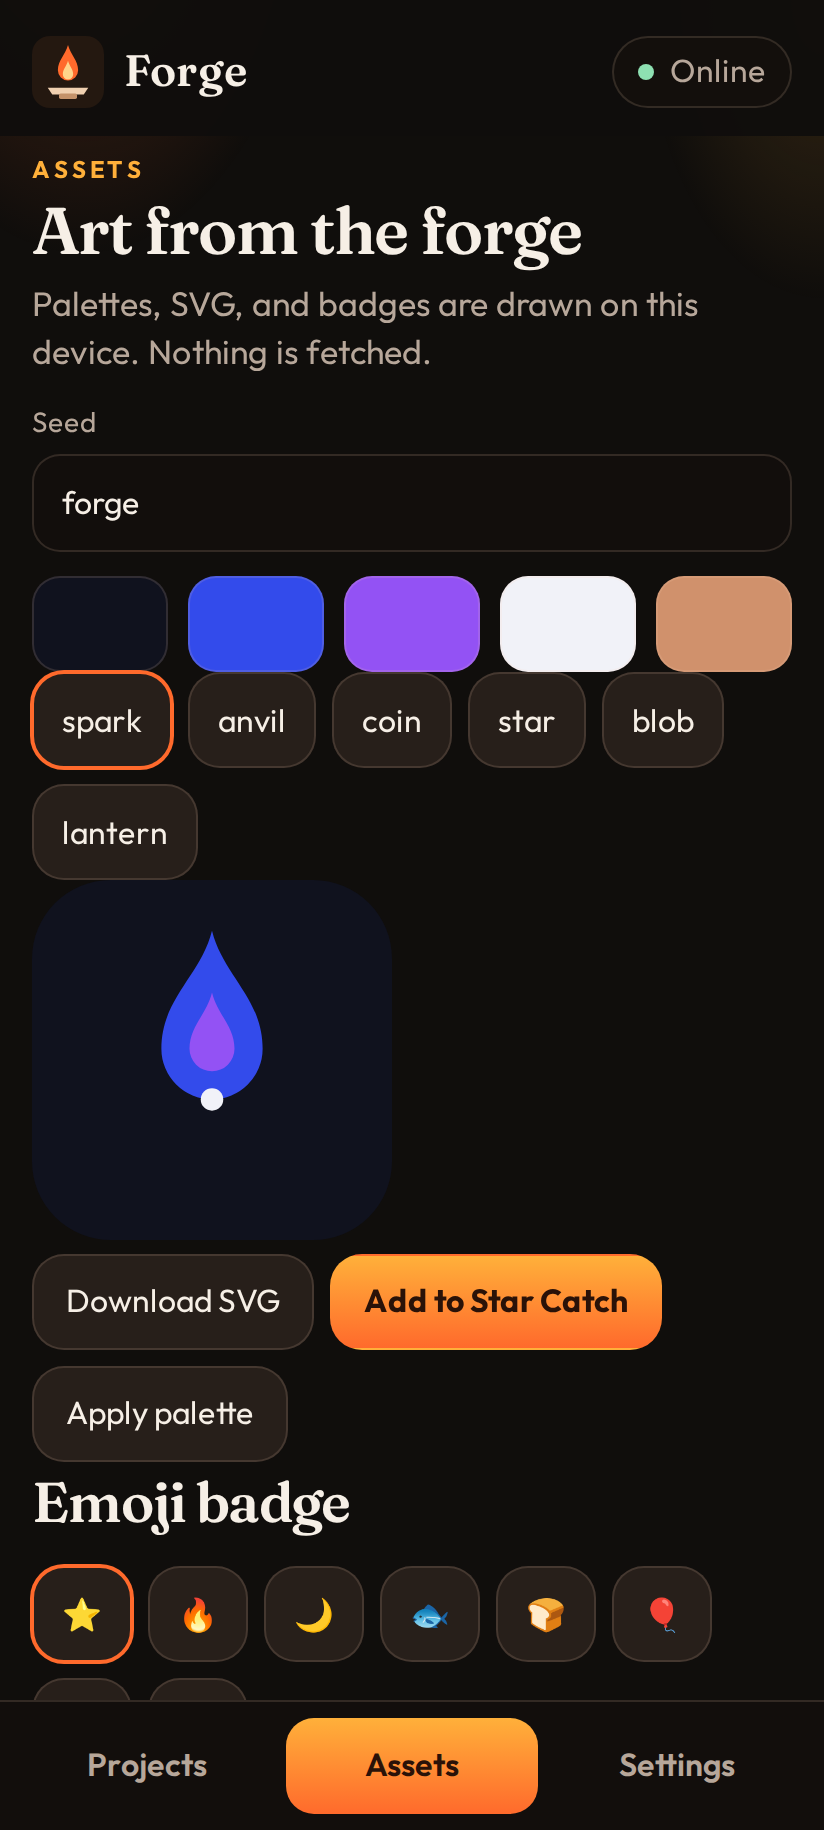 Forge
Online
ASSETS
Art from the forge
Palettes, SVG, and badges are drawn on this
device. Nothing is fetched.
Seed
forge
spark
anvil
coin
star
blob
lantern
Download SVG
Add to Star Catch
Apply palette
Emoji badge
Projects
Assets
Settings